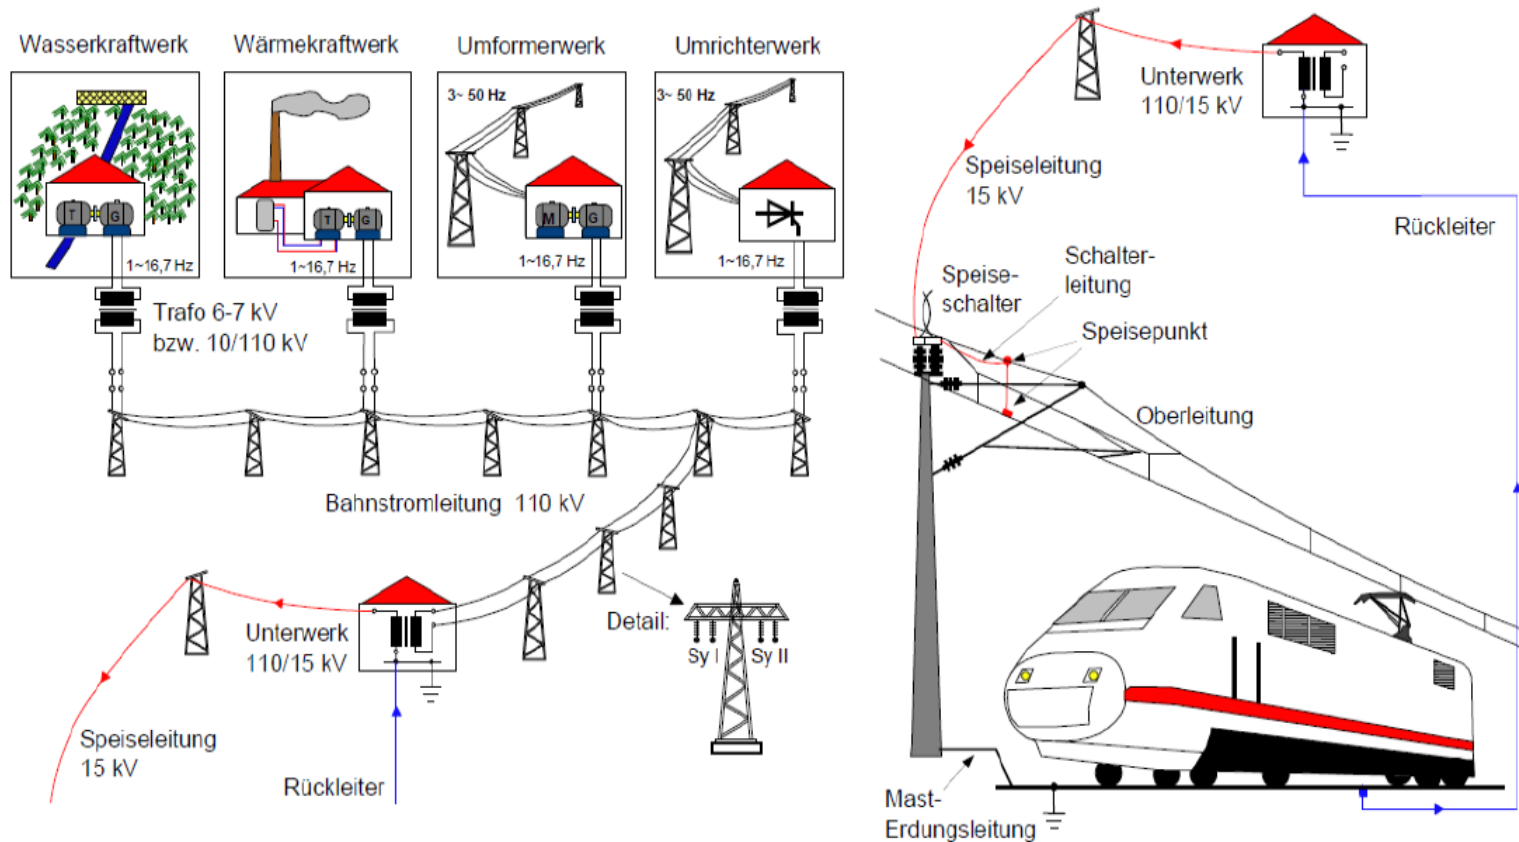 Wasserkraftwerk
Wärmekraftwerk
Umformerwerk
Umrichterwerk
3~ 50 Hz
3~ 50 Hz
T
G
T
G
M
G
1~16,7 Hz
1~16,7 Hz
1~16,7 Hz
1~16,7 Hz
Trafo 6-7 kV
bzw. 10/110 kV
Bahnstromleitung 110 kV
Unterwerk
110/15 kV
Detail:
Sy I
Sy II
Speiseleitung
15 kV
Rückleiter
Unterwerk
110/15 kV
Speiseleitung
15 kV
Rückleiter
Speise-
schalter
Schalter-
leitung
Speisepunkt
Oberleitung
Mast-
Erdungsleitung